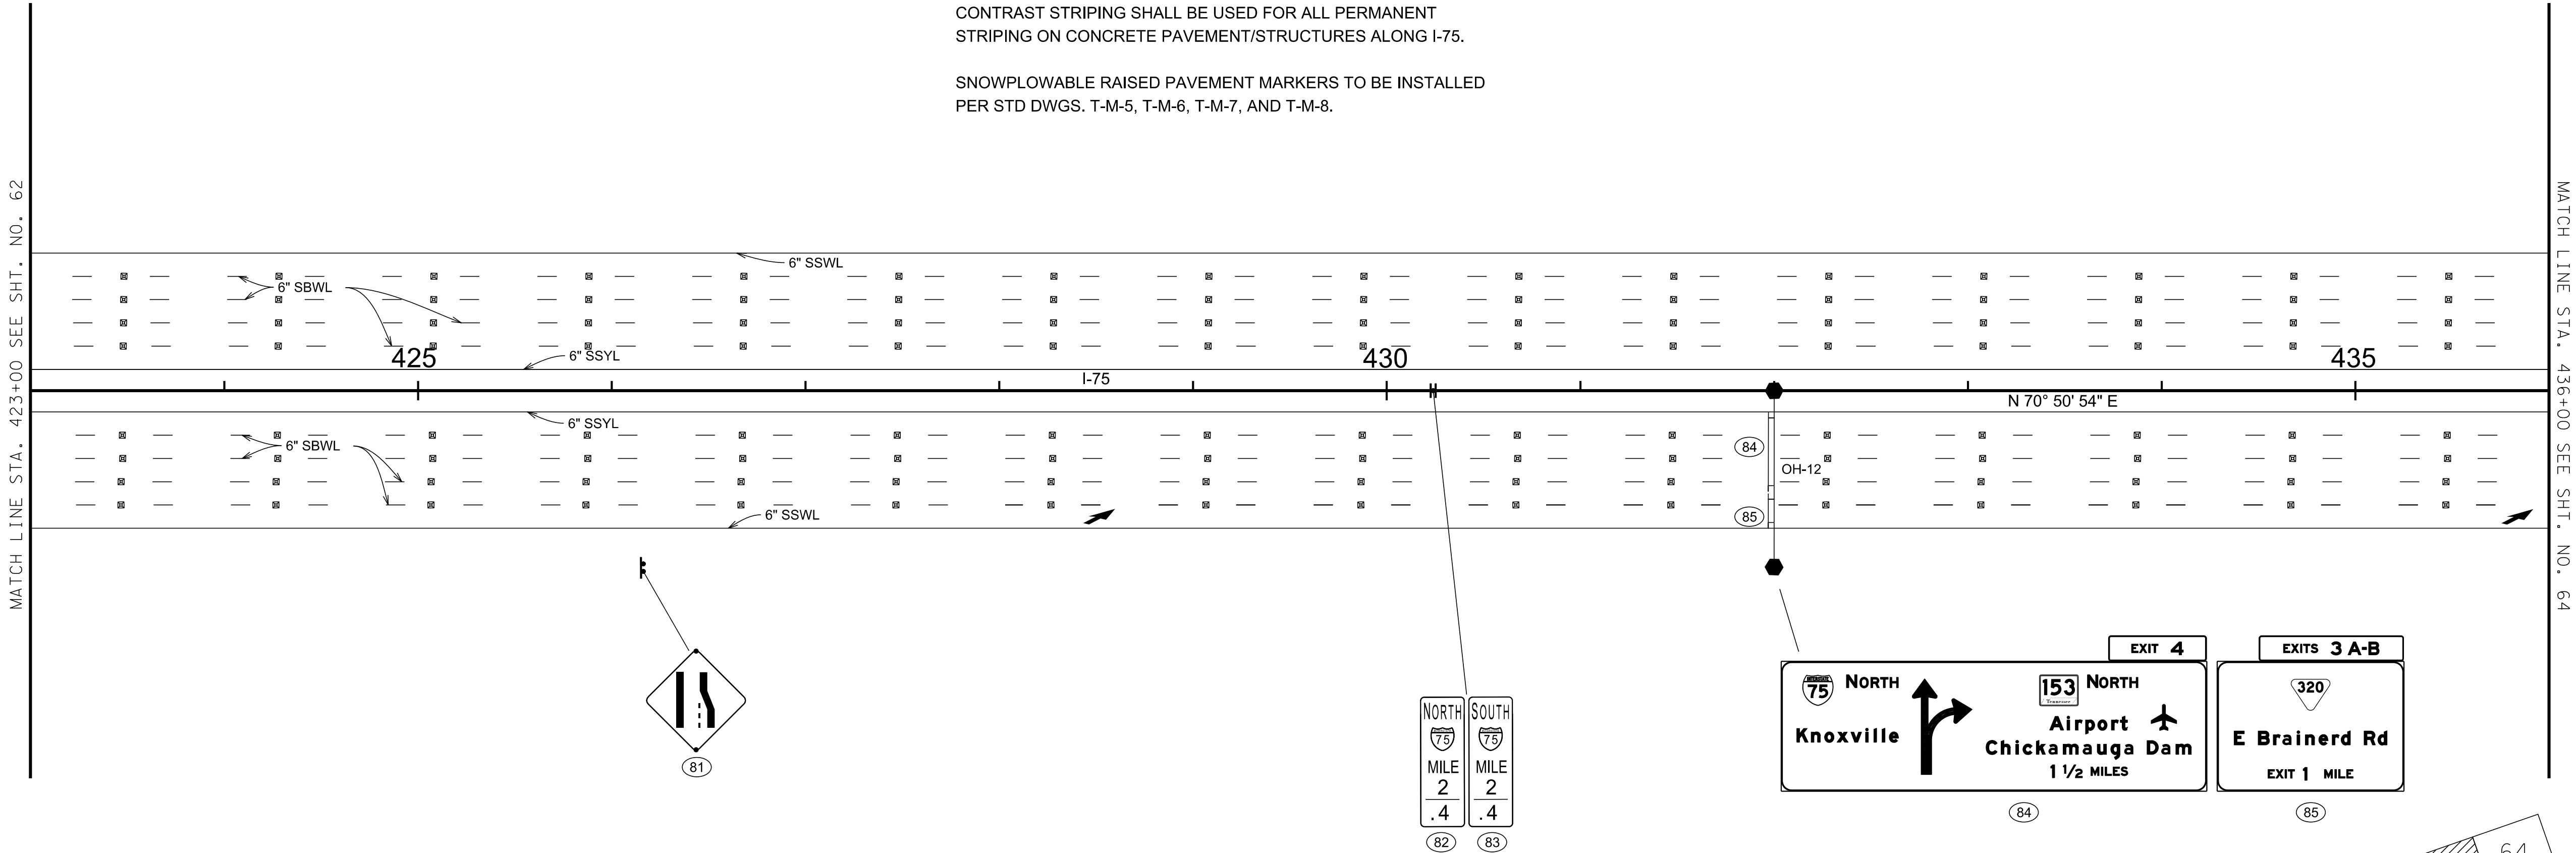 CONTRAST STRIPING SHALL BE USED FOR ALL PERMANENT
STRIPING ON CONCRETE PAVEMENT/STRUCTURES ALONG I-75.
SNOWPLOWABLE RAISED PAVEMENT MARKERS TO BE INSTALLED
PER STD DWGS. T-M-5, T-M-6, T-M-7, AND T-M-8.
MATCH LINE STA. 423+00 SEE SHT. NO. 62
MATCH LINE STA. 436+00 SEE SHT. NO. 64
6" SSWL
6" SBWL
6" SSYL
425
430
435
I-75
N 70° 50' 54" E
6" SSYL
6" SBWL
6" SSWL
84
OH-12
85
81
NORTH
75
MILE
2
.4
82
SOUTH
75
MILE
2
.4
83
EXIT 4
75 NORTH
Knoxville
153 NORTH
Tennessee
Airport
Chickamauga Dam
1 1/2 MILES
84
EXITS 3 A-B
320
E Brainerd Rd
EXIT 1 MILE
85
64